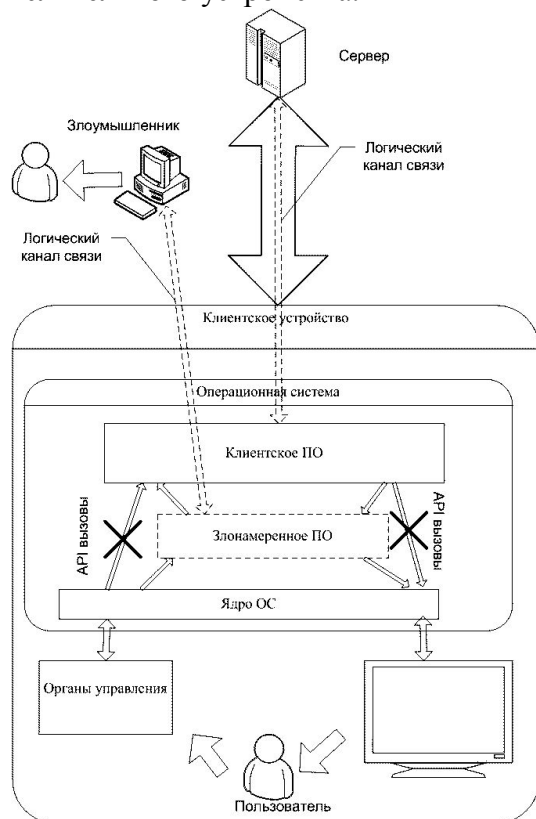 Сервер
Злоумышленник
Логический
канал связи
Логический
канал связи
Клиентское устройство
Операционная система
Клиентское ПО
API вызовы
Злонамеренное ПО
API вызовы
Ядро ОС
Органы управления
Пользователь